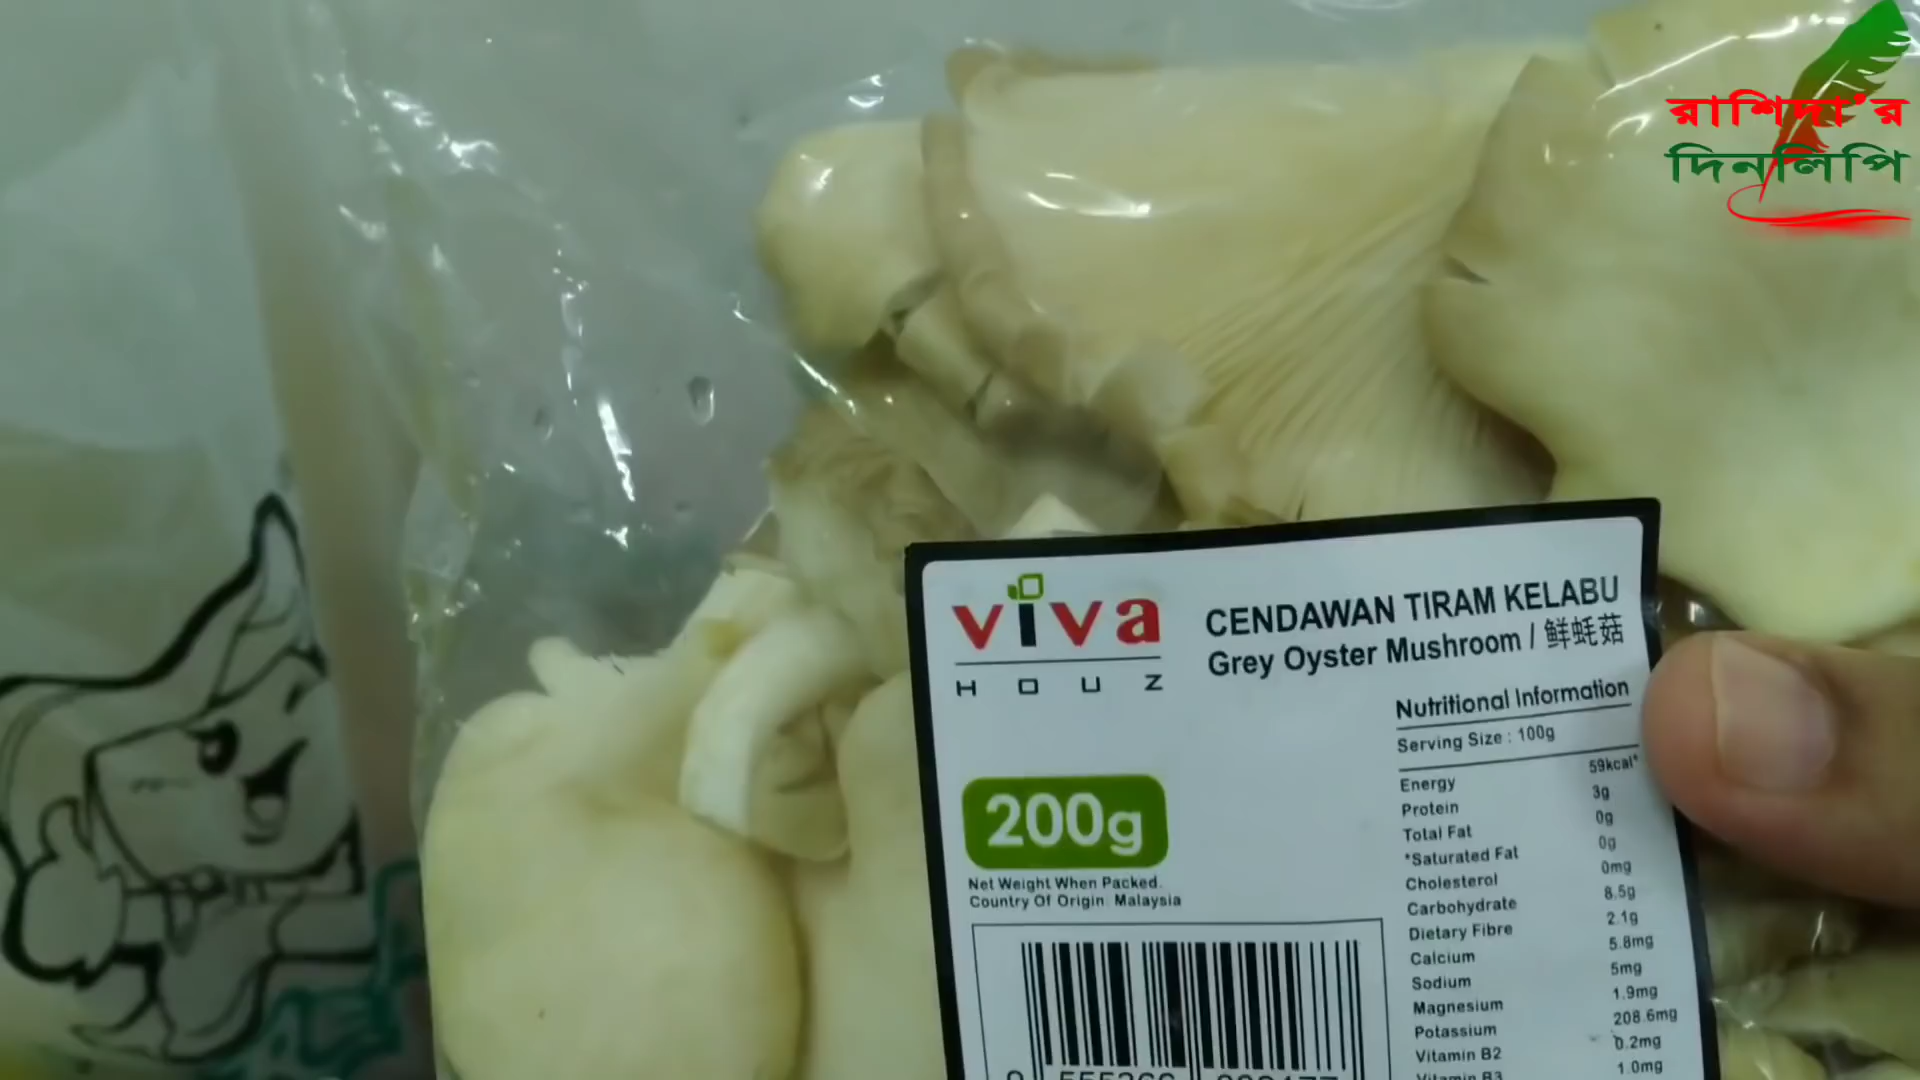 রাশিদা'র
দিনলিপি
viva
HOUZ
CENDAWAN TIRAM KELABU
Grey Oyster Mushroom / 鲜蚝菇
Nutritional Information
Serving Size : 100g
Energy 59kcal*
Protein 3g
Total Fat 0g
*Saturated Fat 0g
Cholesterol 0mg
Carbohydrate 8.5g
Dietary Fibre 2.1g
Calcium 5.8mg
Sodium 5mg
Magnesium 1.9mg
Potassium 208.6mg
Vitamin B2 0.2mg
Vitamin B3 1.0mg
200g
Net Weight When Packed.
Country Of Origin: Malaysia